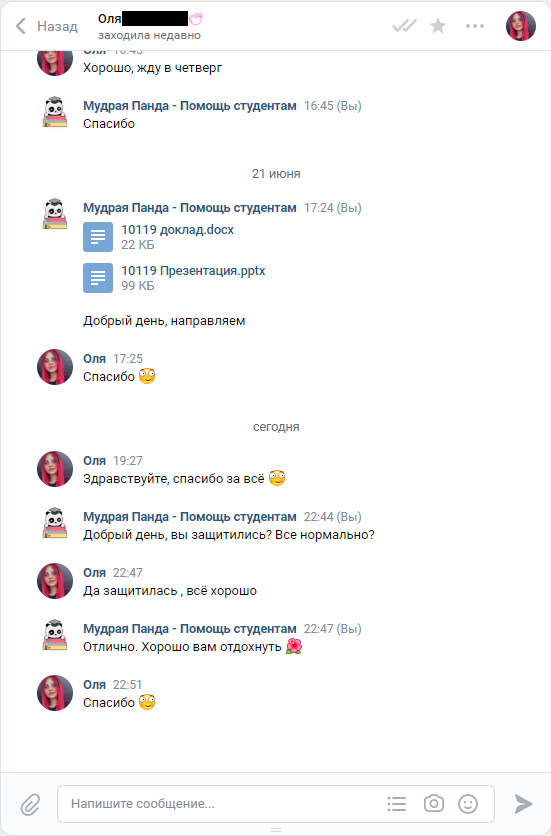 Назад
Оля
заходила недавно
Оля 16:45
Хорошо, жду в четверг
Мудрая Панда - Помощь студентам 16:45 (Вы)
Спасибо
21 июня
Мудрая Панда - Помощь студентам 17:24 (Вы)
10119 доклад.docx
22 КБ
10119 Презентация.pptx
99 КБ
Добрый день, направляем
Оля 17:25
Спасибо
сегодня
Оля 19:27
Здравствуйте, спасибо за всё
Мудрая Панда - Помощь студентам 22:44 (Вы)
Добрый день, вы защитились? Все нормально?
Оля 22:47
Да защитилась , всё хорошо
Мудрая Панда - Помощь студентам 22:47 (Вы)
Отлично. Хорошо вам отдохнуть
Оля 22:51
Спасибо
Напишите сообщение...